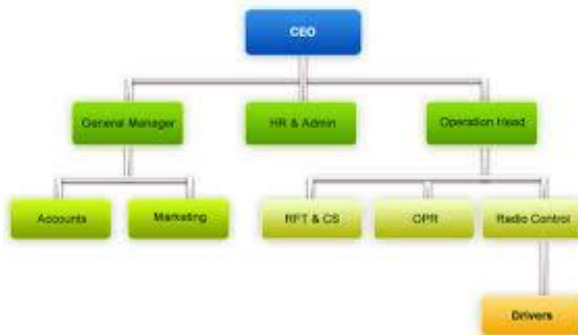 CEO
General Manager
HR & Admin
Operation Head
Accounts
Marketing
RFT & CS
OPR
Radio Control
Drivers